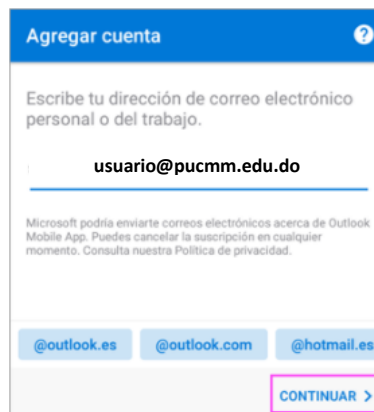 Agregar cuenta ?
Escribe tu dirección de correo electrónico
personal o del trabajo.
usuario@pucmm.edu.do
Microsoft podría enviarte correos electrónicos acerca de Outlook
Mobile App. Puedes cancelar la suscripción en cualquier
momento. Consulta nuestra Política de privacidad.
@outlook.es @outlook.com @hotmail.es
CONTINUAR >